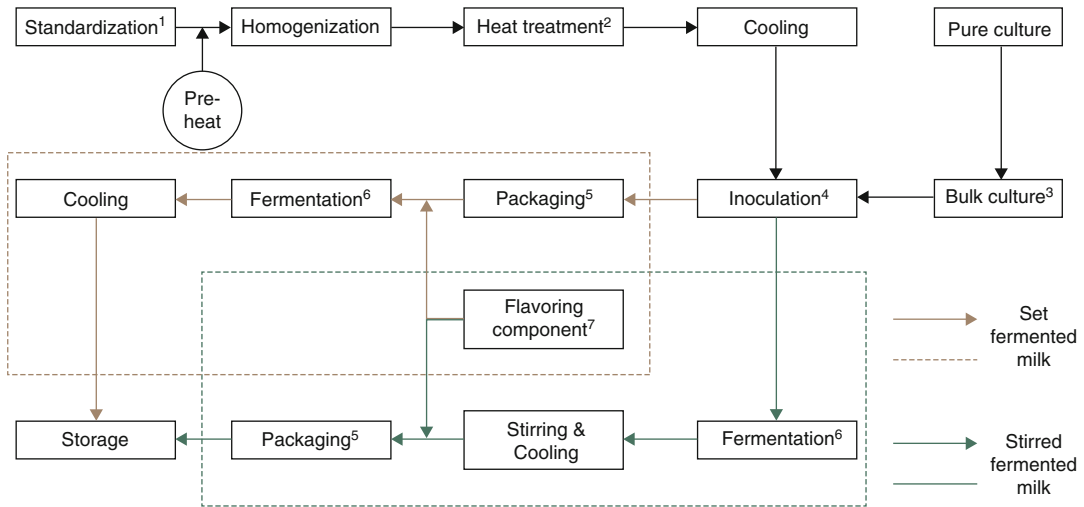 Standardization¹
Homogenization
Heat treatment²
Cooling
Pure culture
Pre-
heat
Cooling
Fermentation⁶
Packaging⁵
Inoculation⁴
Bulk culture³
Flavoring
component⁷
Set
fermented
milk
Storage
Packaging⁵
Stirring &
Cooling
Fermentation⁶
Stirred
fermented
milk